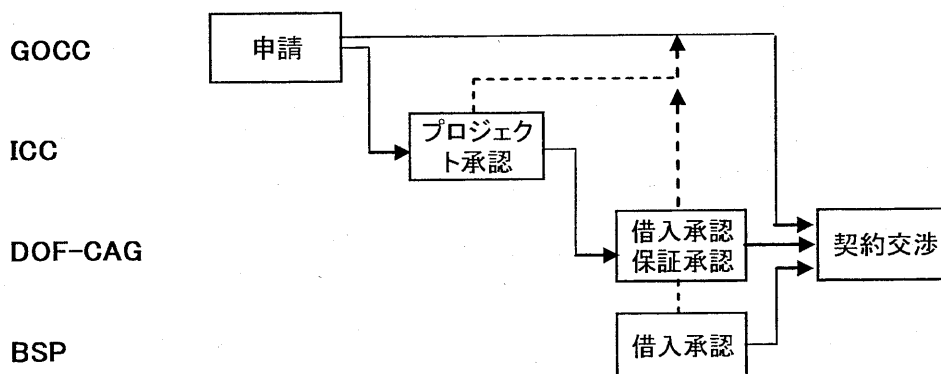 GOCC
申請
ICC
プロジェク
ト承認
DOF-CAG
借入承認
保証承認
契約交渉
BSP
借入承認